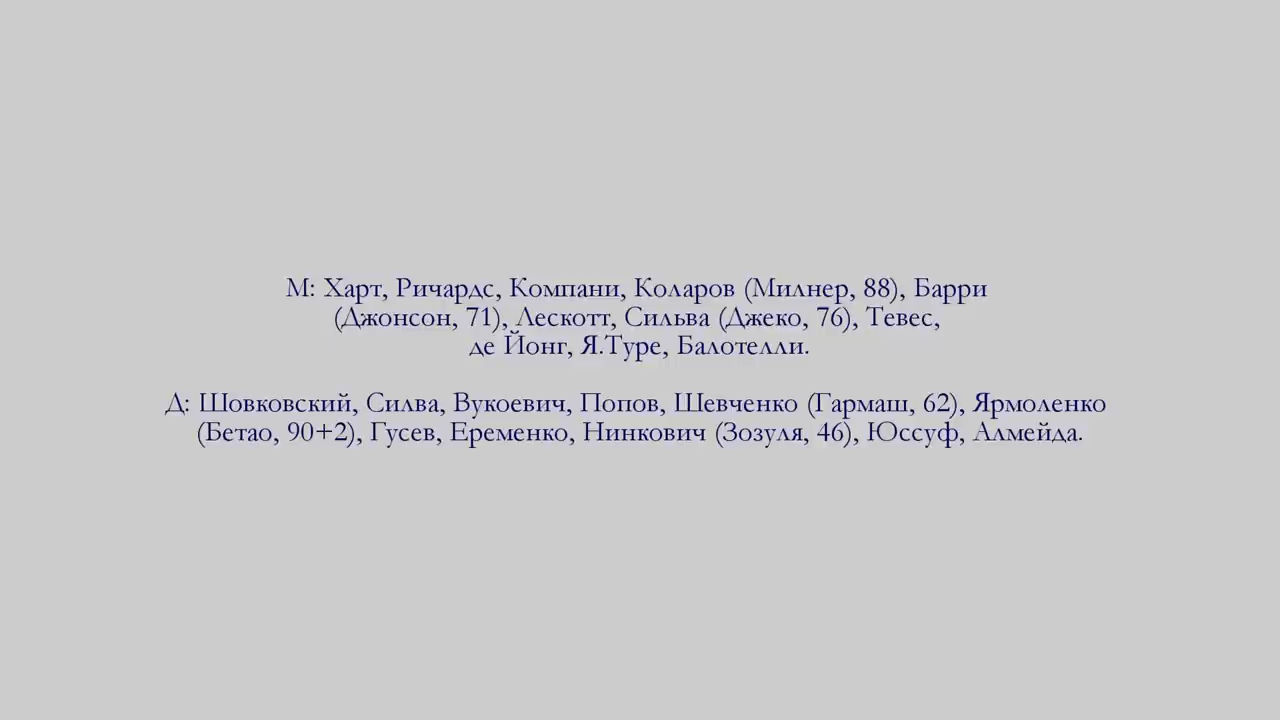 М: Харт, Ричардс, Компани, Коларов (Милнер, 88), Барри
(Джонсон, 71), Лескотт, Сильва (Джеко, 76), Тевес,
де Йонг, Я.Туре, Балотелли.
Д: Шовковский, Силва, Вукоевич, Попов, Шевченко (Гармаш, 62), Ярмоленко
(Бетао, 90+2), Гусев, Еременко, Нинкович (Зозуля, 46), Юссуф, Алмейда.